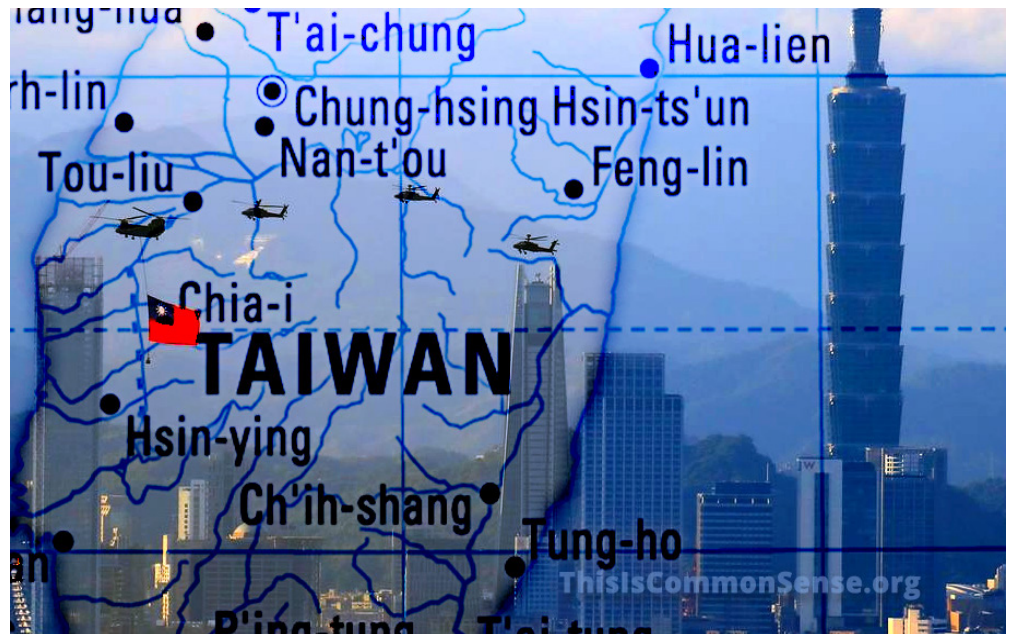 T'ai-chung
Hua-lien
Chung-hsing Hsin-ts'un
Nan-t'ou
Feng-lin
Tou-liu
Chia-i
TAIWAN
Hsin-ying
Ch'ih-shang
Tung-ho
ThisIsCommonSense.org